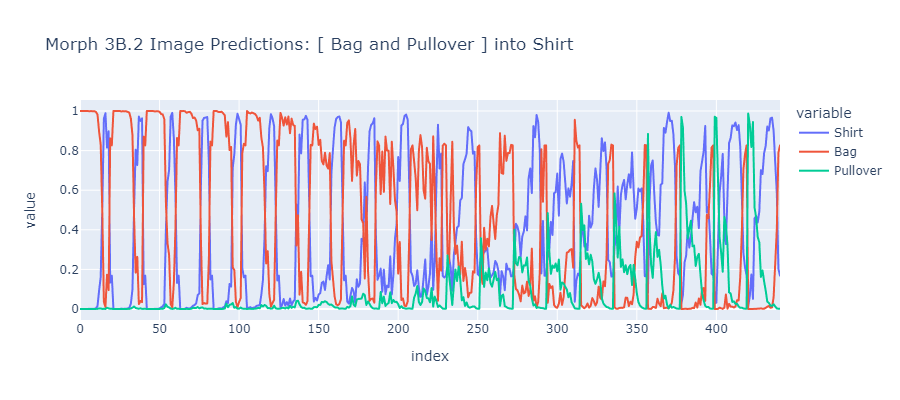 Morph 3B.2 Image Predictions: [ Bag and Pullover ] into Shirt
variable
Shirt
Bag
Pullover
value
1
0.8
0.6
0.4
0.2
0
0 50 100 150 200 250 300 350 400
index